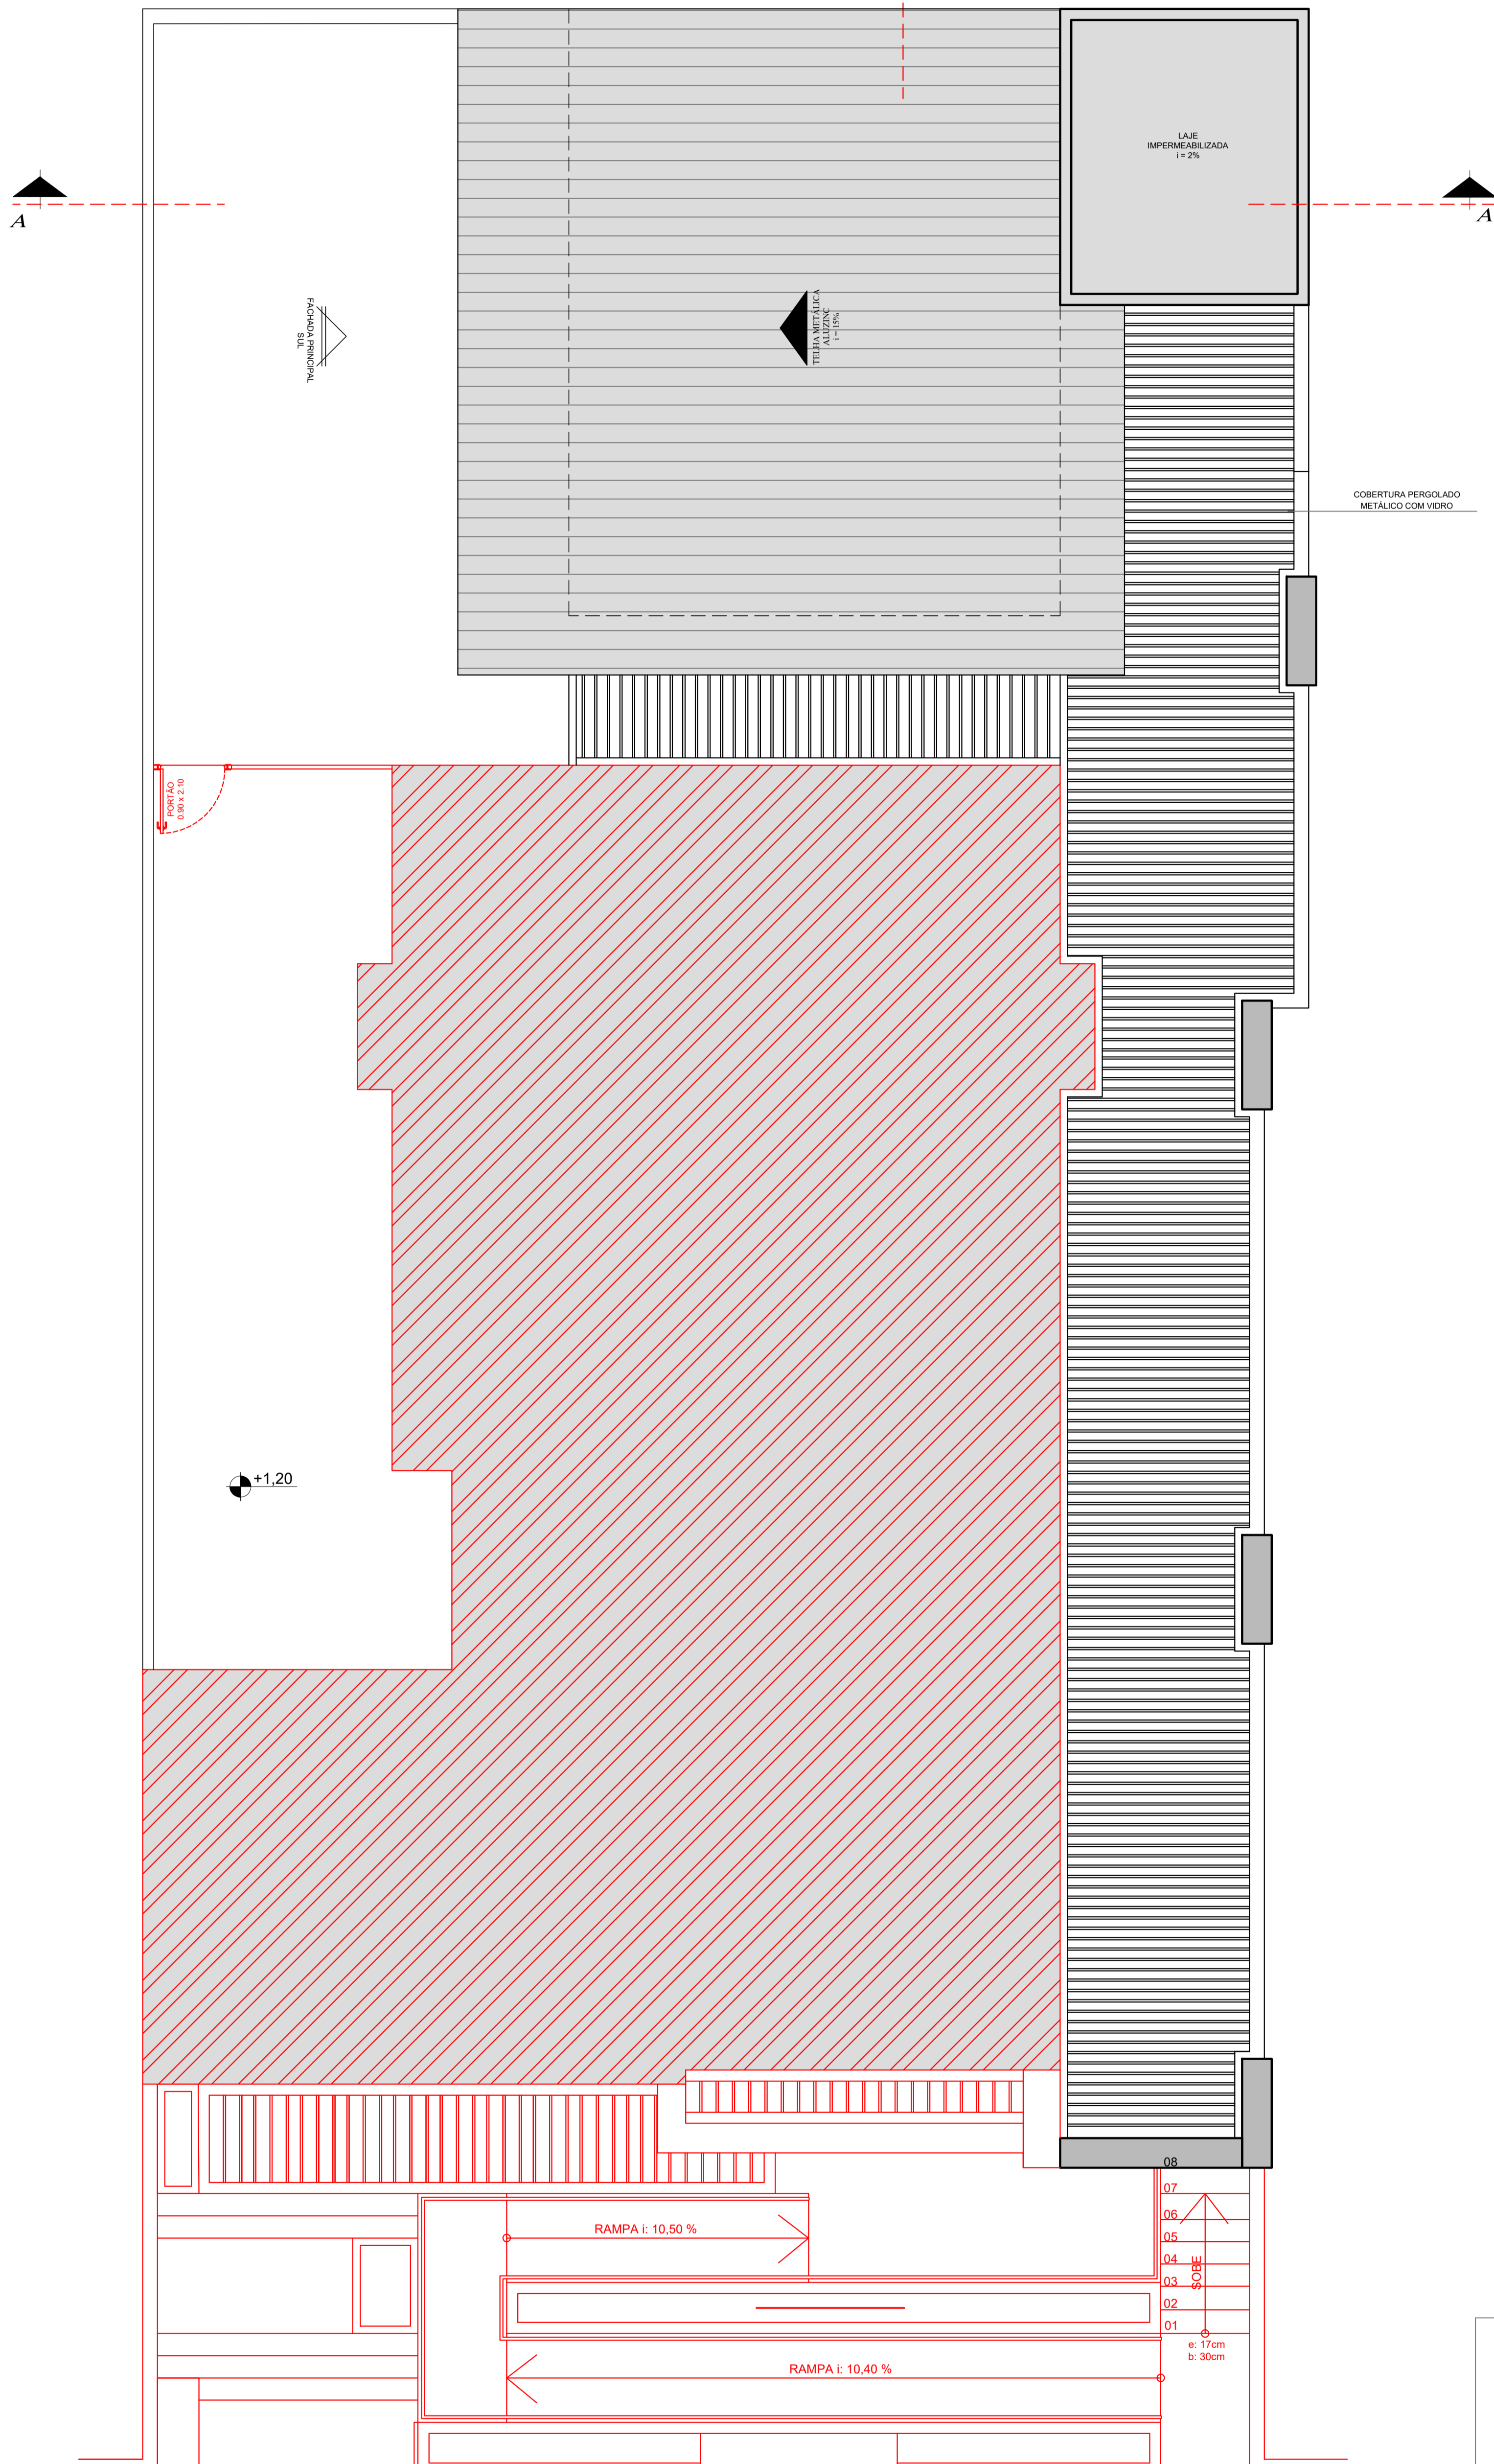 LAJE
IMPERMEABILIZADA
i = 2%
A
A
FACHADA PRINCIPAL
SUL
TELHA METÁLICA
ALUZINC
i = 15%
COBERTURA PERGOLADO
METÁLICO COM VIDRO
PORTÃO
0.90 x 2.10
+1,20
08
07
06
05
04
03
02
01
SOBE
e: 17cm
b: 30cm
RAMPA i: 10,50 %
RAMPA i: 10,40 %